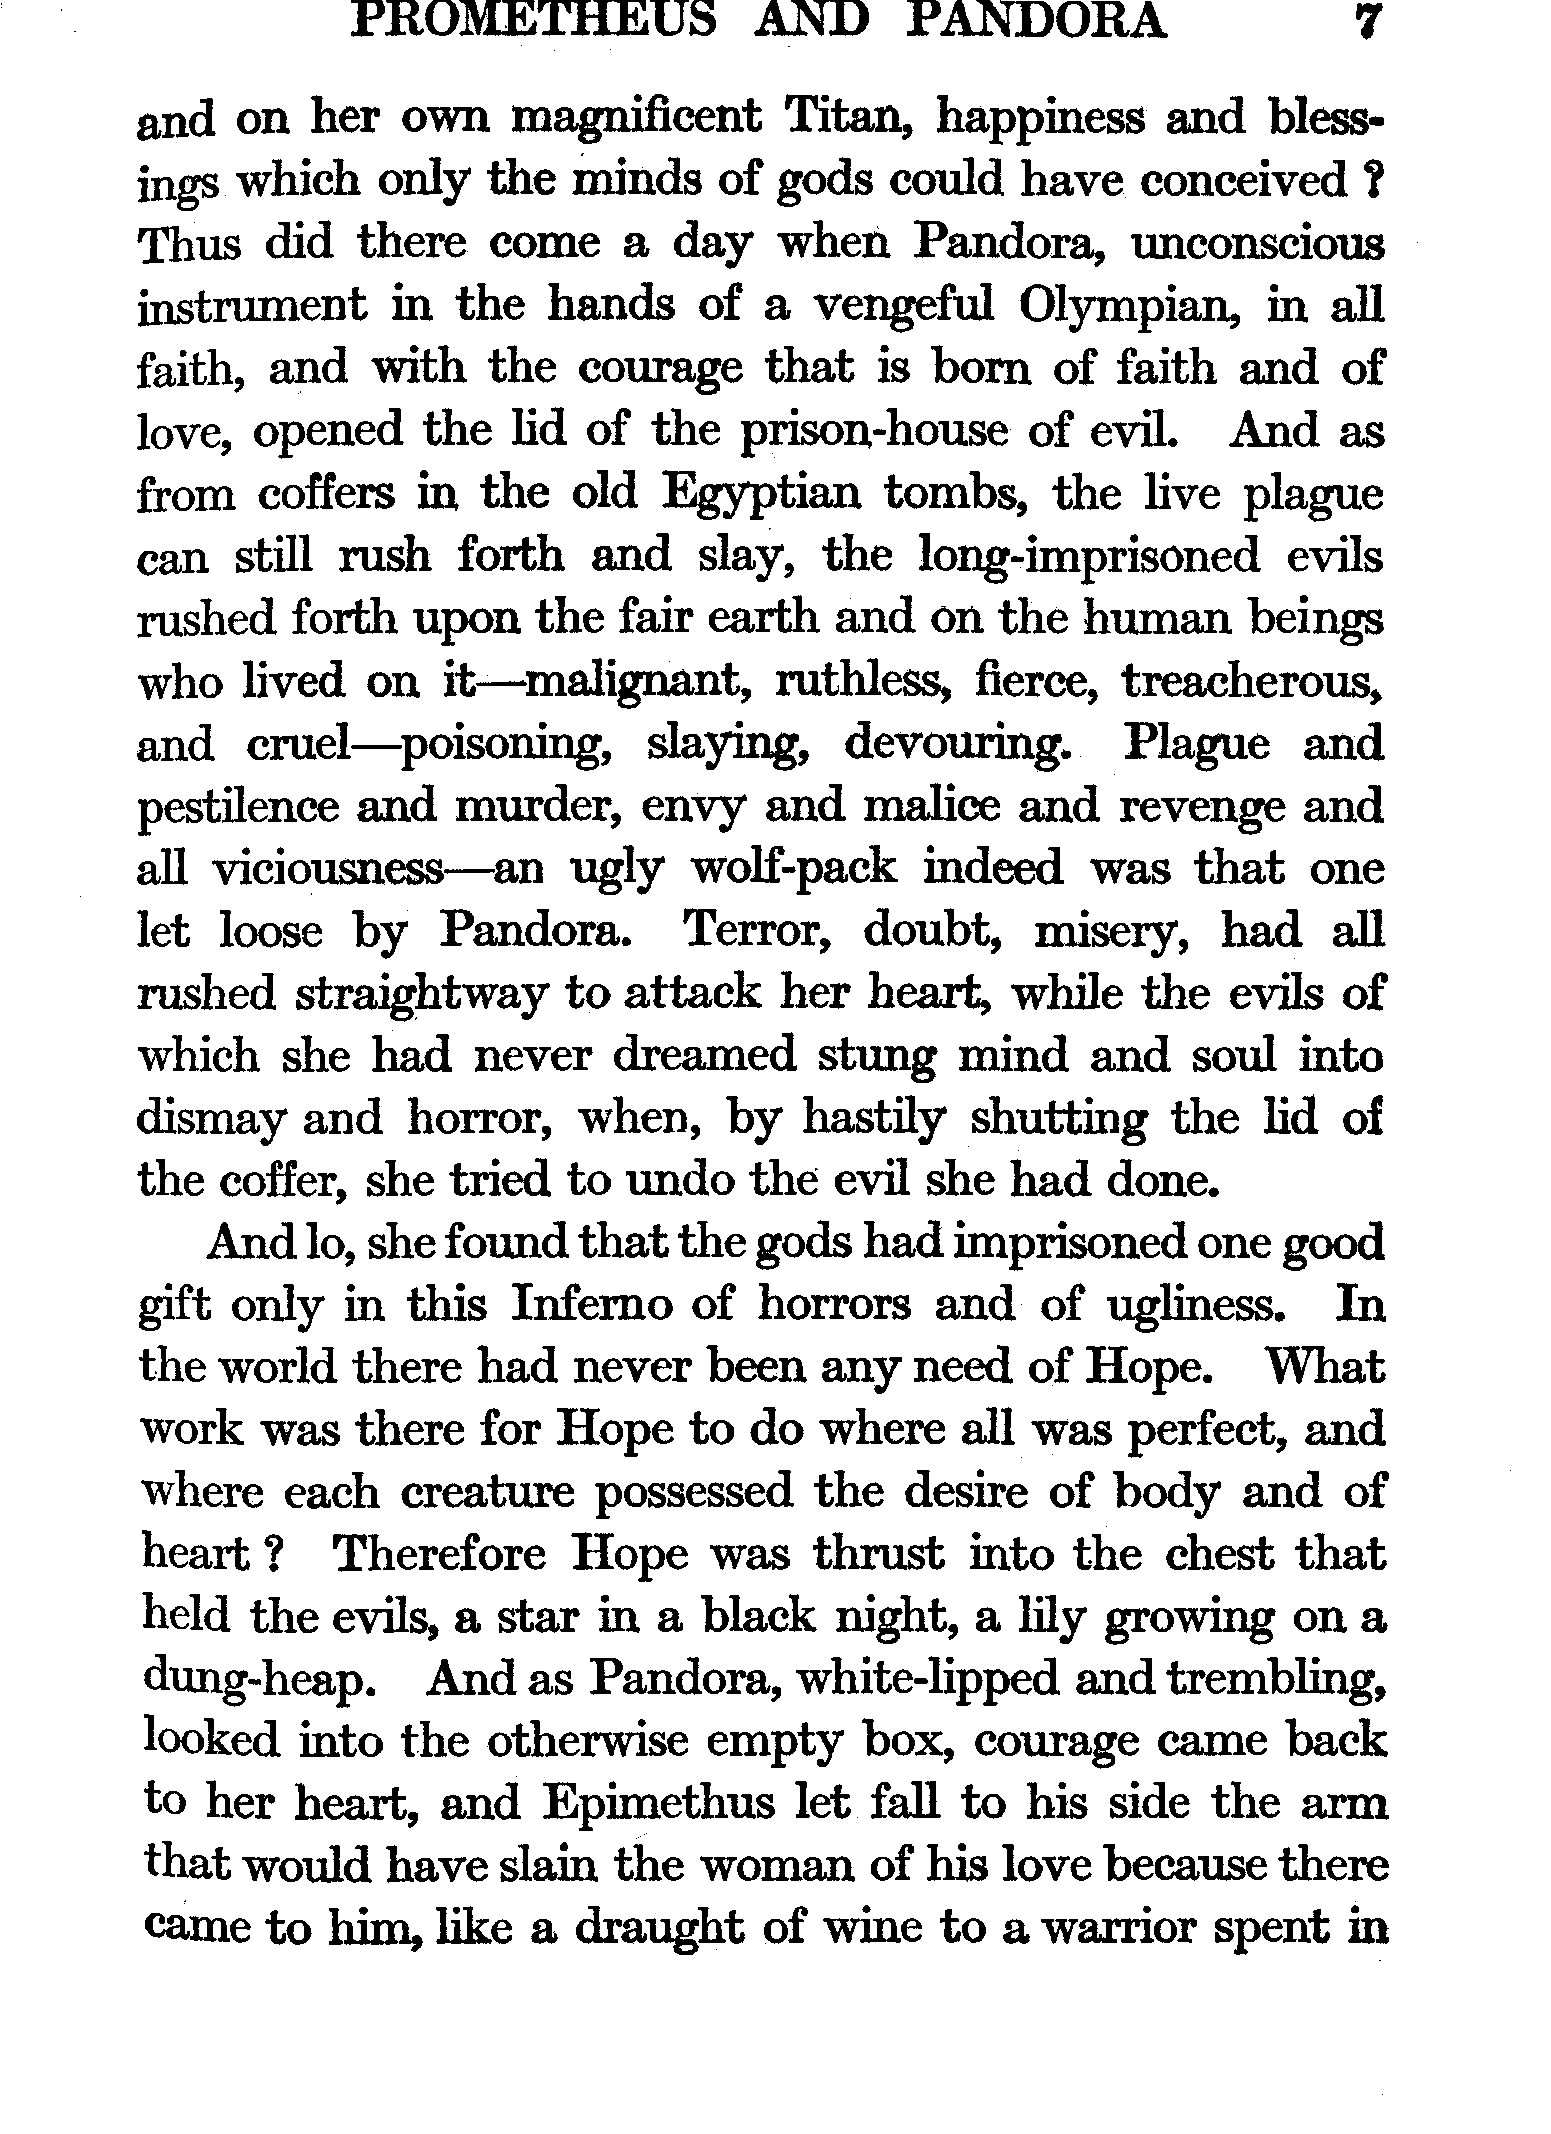 PROMETHEUS AND PANDORA 7
and on her own magnificent Titan, happiness and bless-
ings which only the minds of gods could have conceived ?
Thus did there come a day when Pandora, unconscious
instrument in the hands of a vengeful Olympian, in all
faith, and with the courage that is born of faith and of
love, opened the lid of the prison-house of evil. And as
from coffers in the old Egyptian tombs, the live plague
can still rush forth and slay, the long-imprisoned evils
rushed forth upon the fair earth and on the human beings
who lived on it—malignant, ruthless, fierce, treacherous,
and cruel—poisoning, slaying, devouring. Plague and
pestilence and murder, envy and malice and revenge and
all viciousness—an ugly wolf-pack indeed was that one
let loose by Pandora. Terror, doubt, misery, had all
rushed straightway to attack her heart, while the evils of
which she had never dreamed stung mind and soul into
dismay and horror, when, by hastily shutting the lid of
the coffer, she tried to undo the evil she had done.
And lo, she found that the gods had imprisoned one good
gift only in this Inferno of horrors and of ugliness. In
the world there had never been any need of Hope. What
work was there for Hope to do where all was perfect, and
where each creature possessed the desire of body and of
heart ? Therefore Hope was thrust into the chest that
held the evils, a star in a black night, a lily growing on a
dung-heap. And as Pandora, white-lipped and trembling,
looked into the otherwise empty box, courage came back
to her heart, and Epimethus let fall to his side the arm
that would have slain the woman of his love because there
came to him, like a draught of wine to a warrior spent in